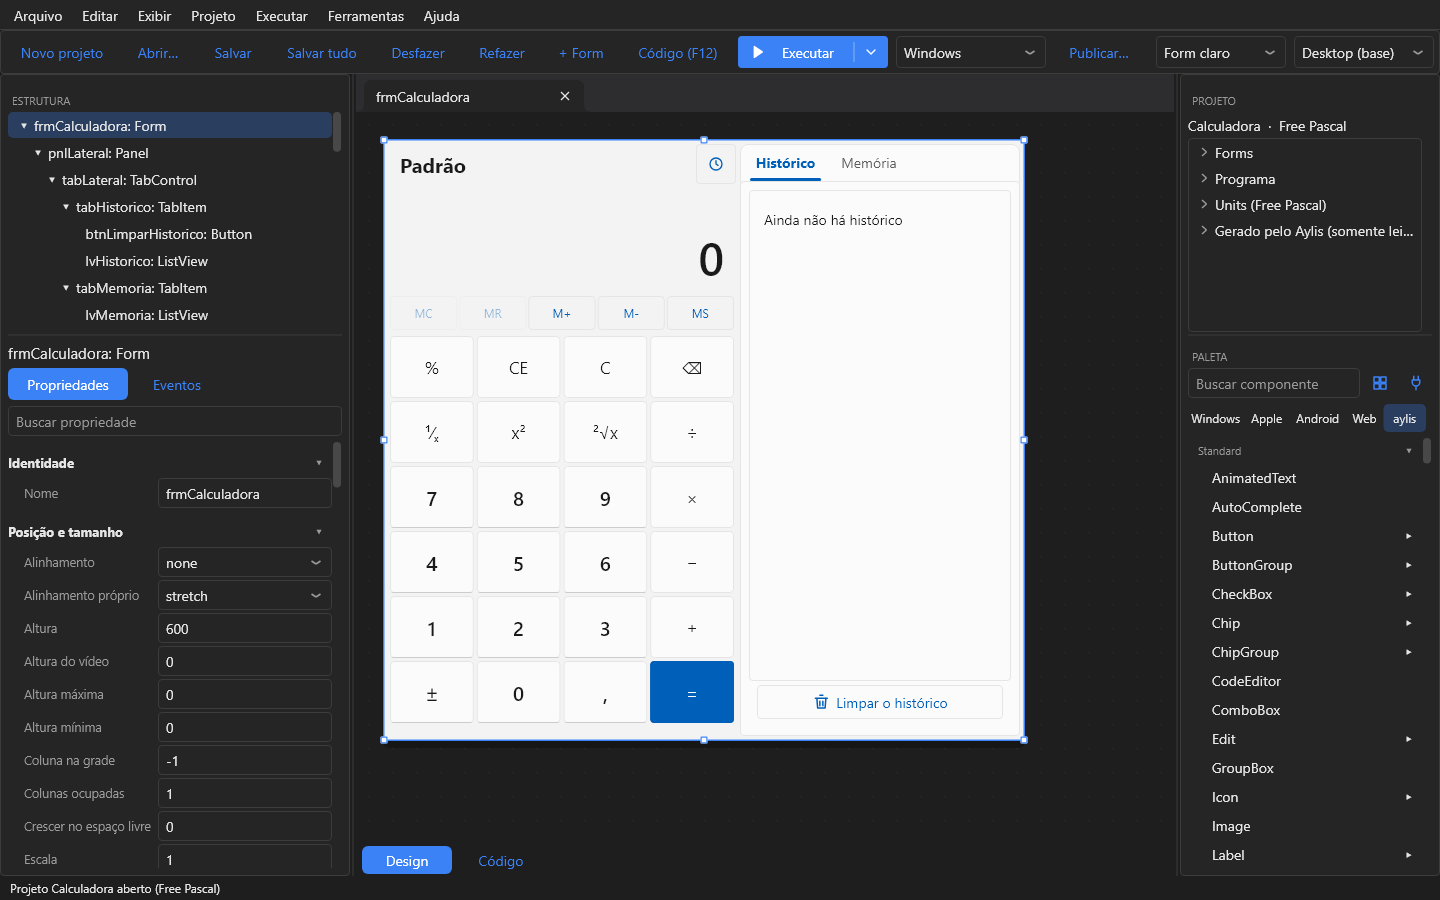 Arquivo Editar Exibir Projeto Executar Ferramentas Ajuda
Novo projeto Abrir... Salvar Salvar tudo Desfazer Refazer + Form Código (F12) Executar Windows Publicar... Form claro Desktop (base)
ESTRUTURA
frmCalculadora: Form
pnlLateral: Panel
tabLateral: TabControl
tabHistorico: TabItem
btnLimparHistorico: Button
lvHistorico: ListView
tabMemoria: TabItem
lvMemoria: ListView
frmCalculadora: Form
Propriedades Eventos
Buscar propriedade
Identidade
Nome frmCalculadora
Posição e tamanho
Alinhamento none
Alinhamento próprio stretch
Altura 600
Altura do vídeo 0
Altura máxima 0
Altura mínima 0
Coluna na grade -1
Colunas ocupadas 1
Crescer no espaço livre 0
Escala 1
frmCalculadora ✕
Padrão
0
MC MR M+ M- MS
% CE C ⌫
¹⁄ₓ x² ²√x ÷
7 8 9 ×
4 5 6 −
1 2 3 +
± 0 , =
Histórico Memória
Ainda não há histórico
Limpar o histórico
Design Código
PROJETO
Calculadora · Free Pascal
Forms
Programa
Units (Free Pascal)
Gerado pelo Aylis (somente lei...
PALETA
Buscar componente
Windows Apple Android Web aylis
Standard
AnimatedText
AutoComplete
Button
ButtonGroup
CheckBox
Chip
ChipGroup
CodeEditor
ComboBox
Edit
GroupBox
Icon
Image
Label
Projeto Calculadora aberto (Free Pascal)